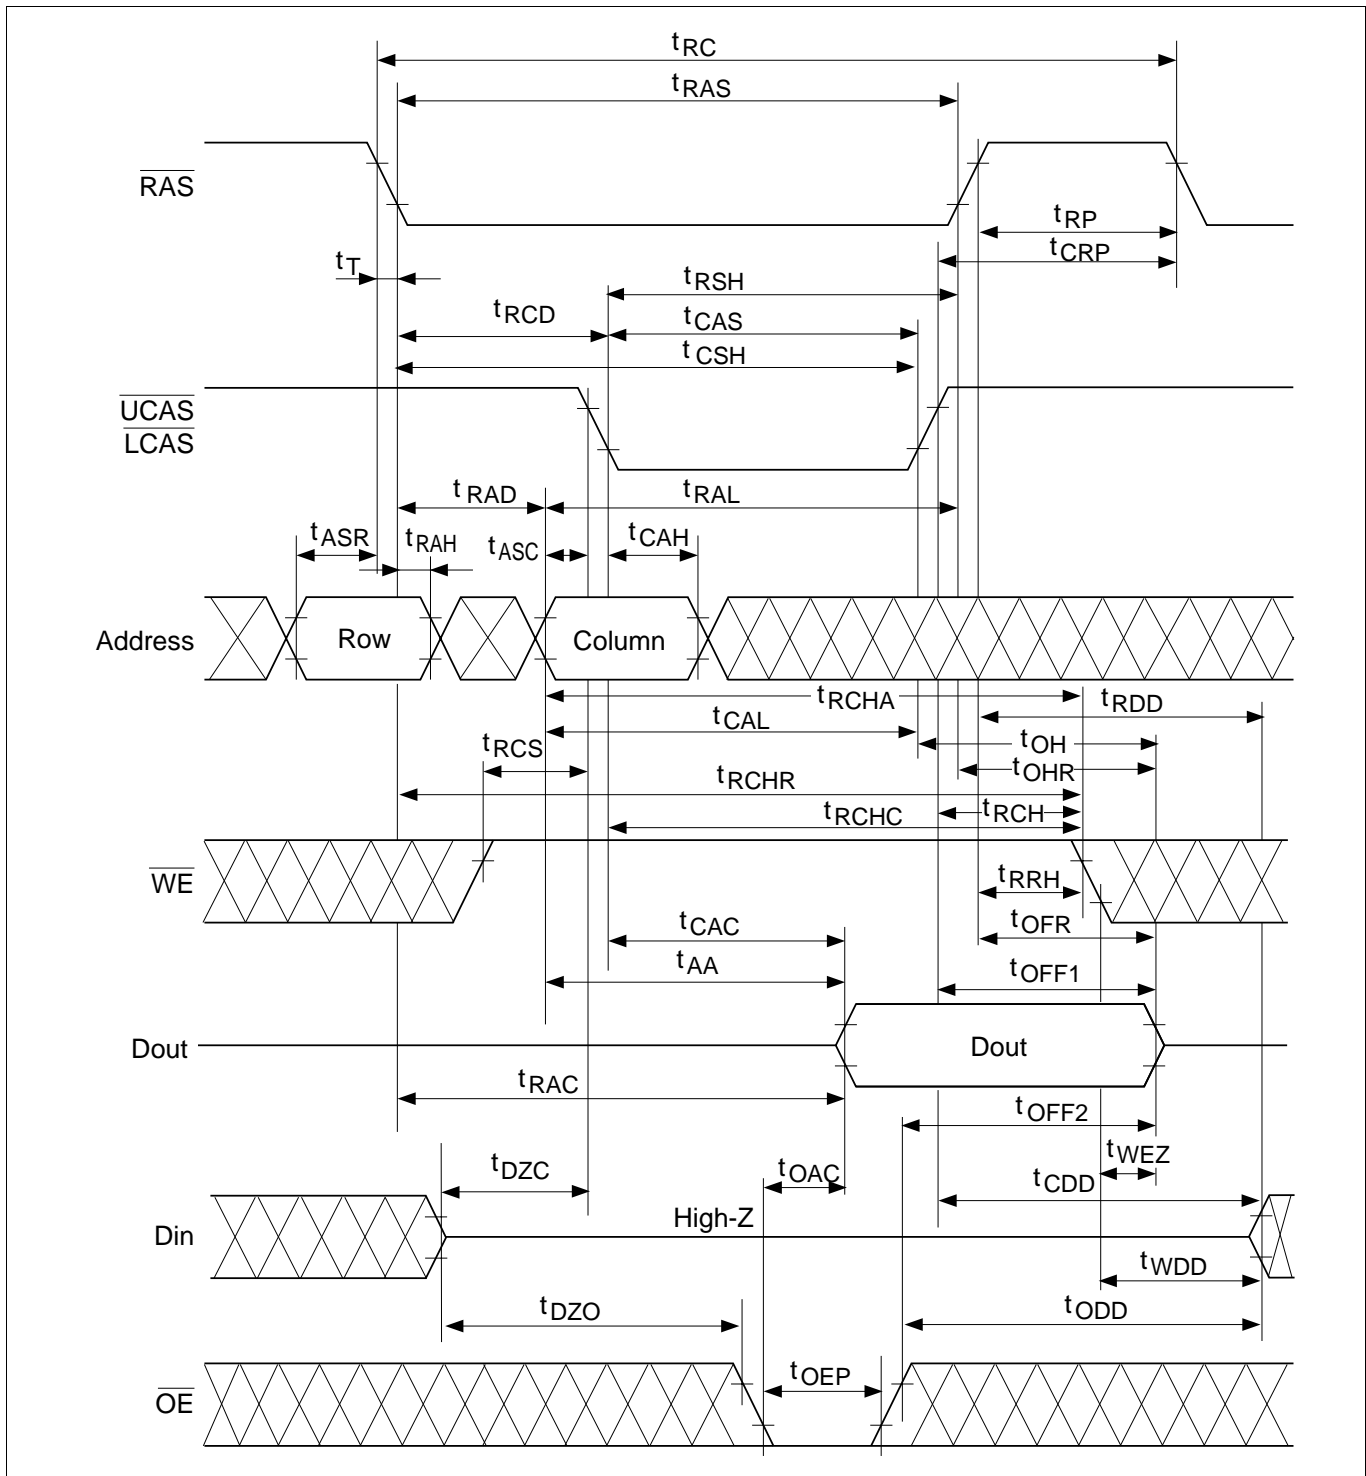 tRC
tRAS
RAS
tRP
tCRP
tT
tRSH
tRCD
tCAS
tCSH
UCAS
LCAS
tRAD
tRAL
tASR
tRAH
tASC
tCAH
Address
Row
Column
tRCHA
tRDD
tCAL
tOH
tRCS
tOHR
tRCHR
tRCHC
tRCH
WE
tRRH
tCAC
tOFR
tAA
tOFF1
Dout
Dout
tRAC
tOFF2
tWEZ
tDZC
tOAC
tCDD
High-Z
Din
tWDD
tDZO
tODD
tOEP
OE